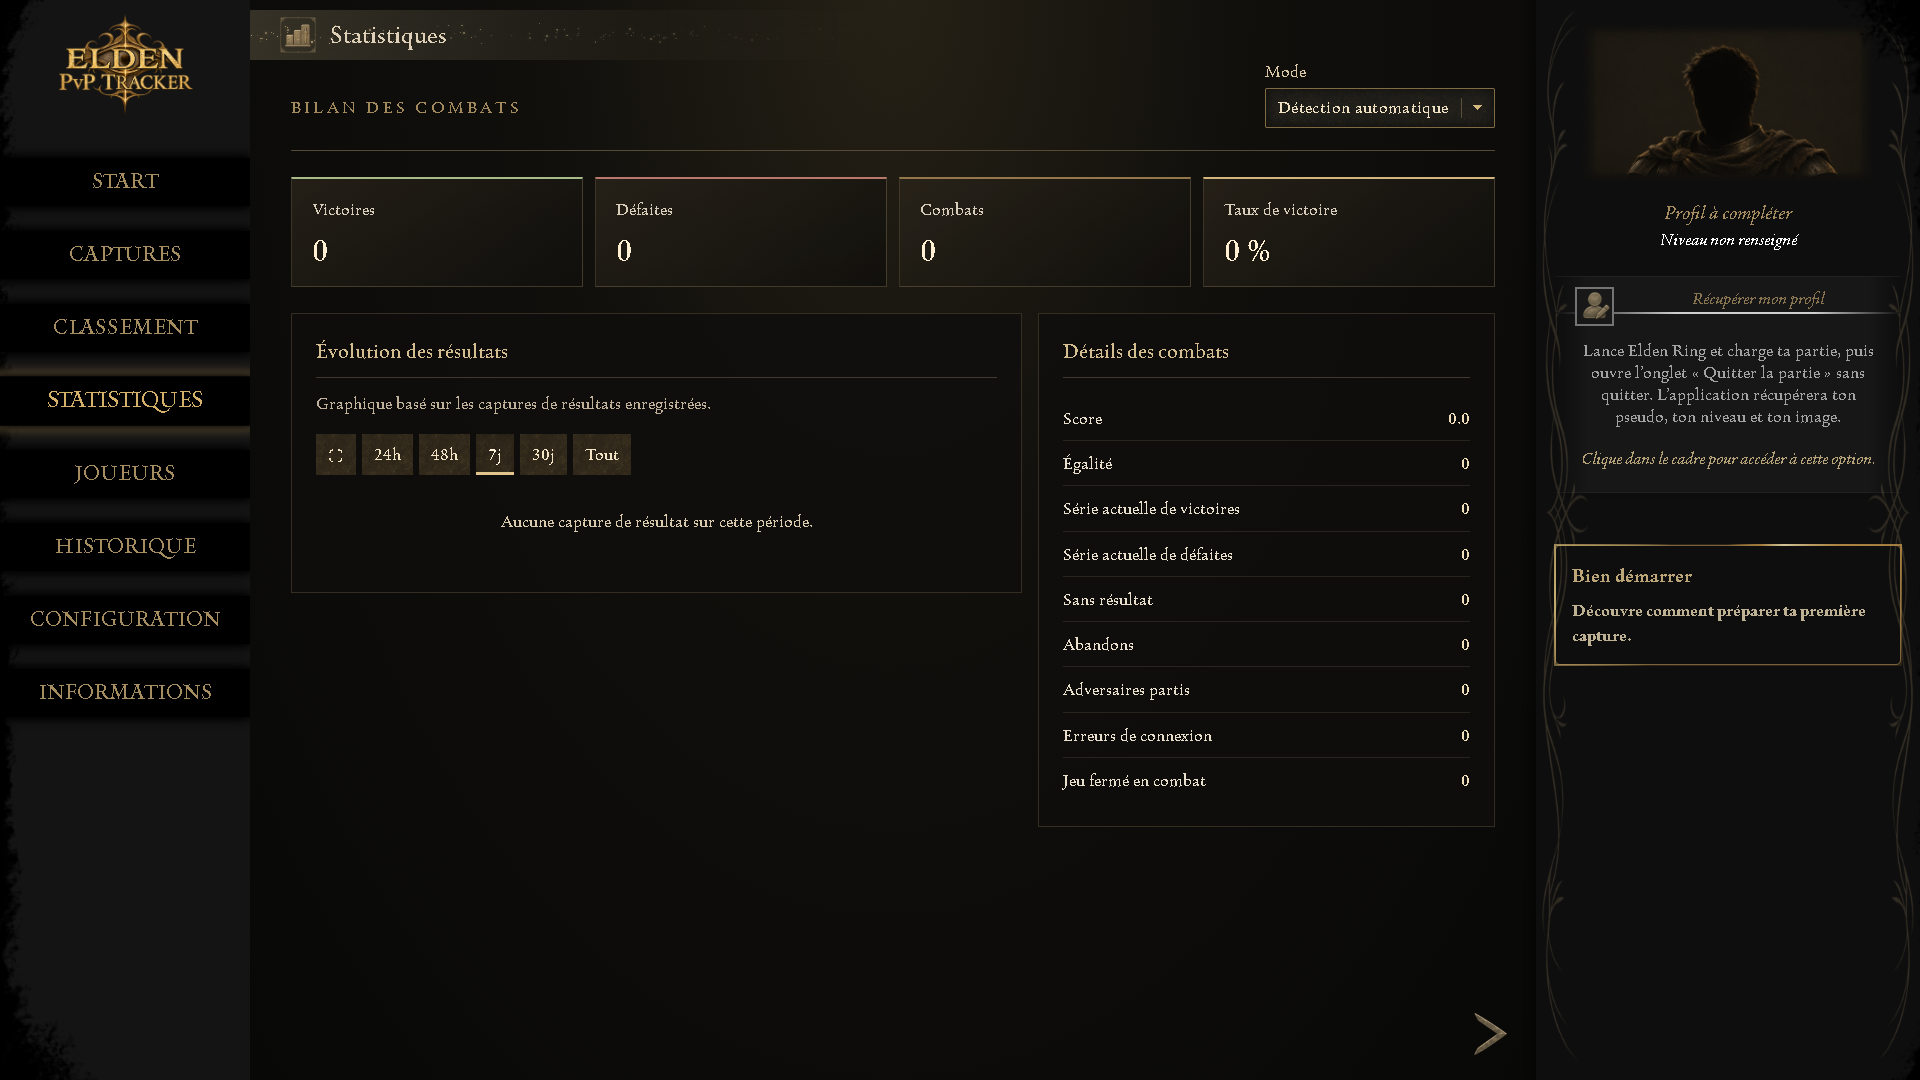 ELDEN
PvP TRACKER
START
CAPTURES
CLASSEMENT
STATISTIQUES
JOUEURS
HISTORIQUE
CONFIGURATION
INFORMATIONS
Statistiques
BILAN DES COMBATS
Mode
Détection automatique
Victoires
0
Défaites
0
Combats
0
Taux de victoire
0 %
Évolution des résultats
Graphique basé sur les captures de résultats enregistrées.
24h 48h 7j 30j Tout
Aucune capture de résultat sur cette période.
Détails des combats
Score 0.0
Égalité 0
Série actuelle de victoires 0
Série actuelle de défaites 0
Sans résultat 0
Abandons 0
Adversaires partis 0
Erreurs de connexion 0
Jeu fermé en combat 0
Profil à compléter
Niveau non renseigné
Récupérer mon profil
Lance Elden Ring et charge ta partie, puis
ouvre l'onglet « Quitter la partie » sans
quitter. L'application récupérera ton
pseudo, ton niveau et ton image.
Clique dans le cadre pour accéder à cette option.
Bien démarrer
Découvre comment préparer ta première
capture.